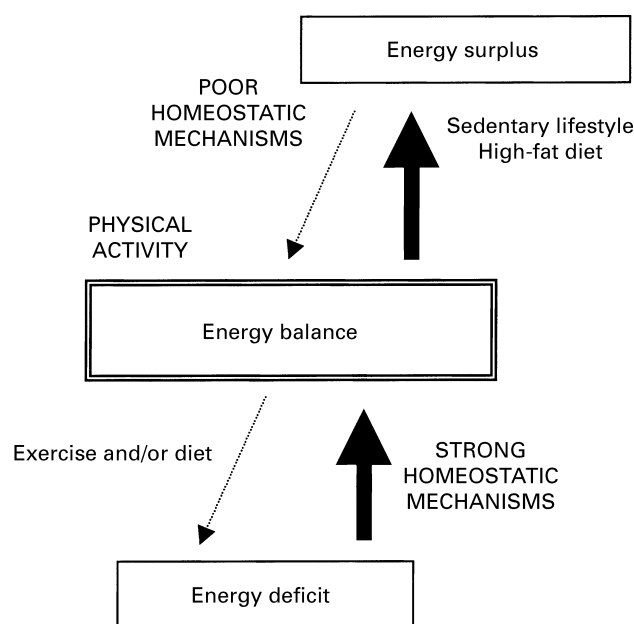 Energy surplus
POOR
HOMEOSTATIC
MECHANISMS
Sedentary lifestyle
High-fat diet
PHYSICAL
ACTIVITY
Energy balance
Exercise and/or diet
STRONG
HOMEOSTATIC
MECHANISMS
Energy deficit